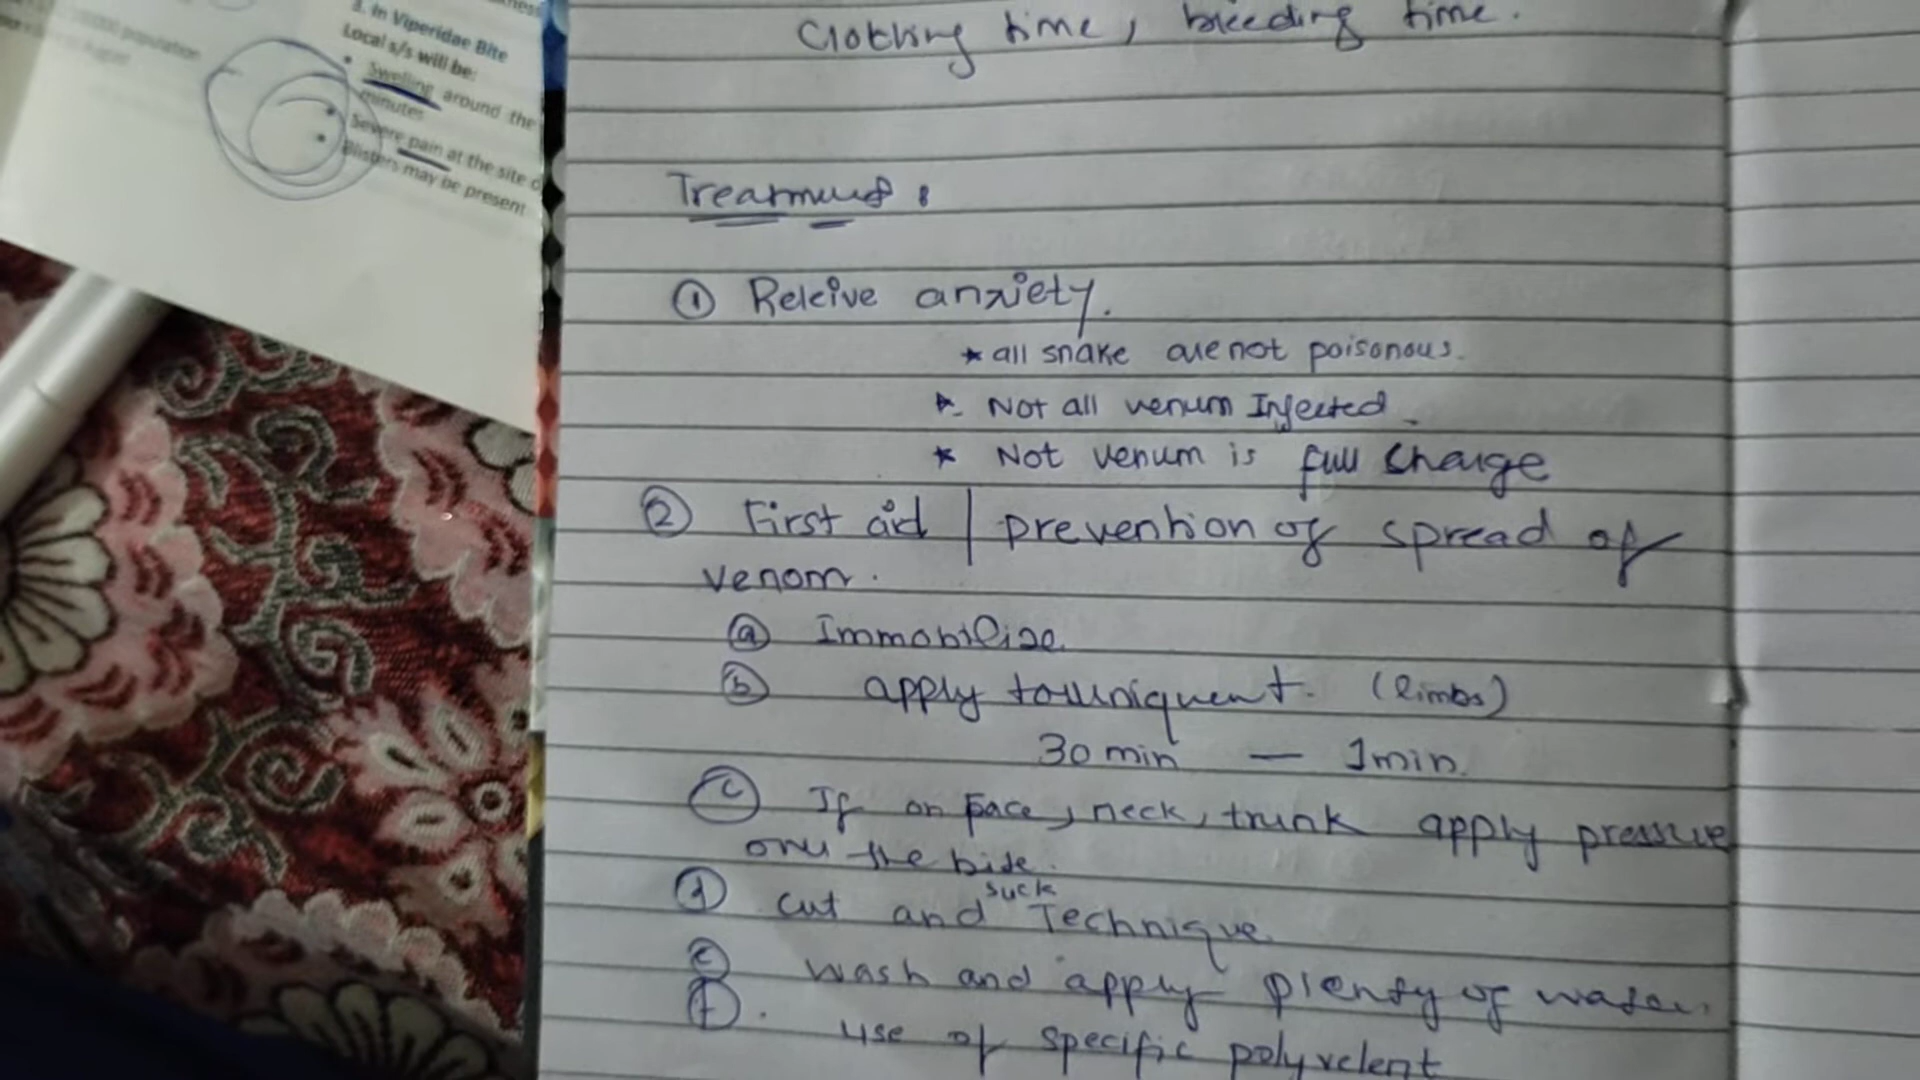 3. In Viperidae Bite
Local s/s will be:
• Swelling around the
minutes
• Severe pain at the site
• Blisters may be present
population
Clotting time, bleeding time.
Treatment :
① Releive anxiety.
* all snake are not poisonous.
* Not all venum Injected
* Not venum is full charge
② First aid | prevention of spread of
venom.
ⓐ Immobilize
ⓑ apply touuniquent. (limbs)
30 min — 1min.
ⓒ If on face, neck, trunk apply pressure
over the bite.
ⓓ cut and suck Technique
ⓔ wash and apply plenty of water.
ⓕ. use of specific polyvelent